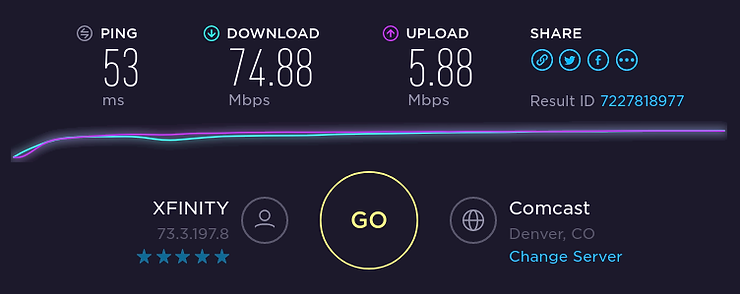 PING
53
ms
DOWNLOAD
74.88
Mbps
UPLOAD
5.88
Mbps
SHARE
Result ID 7227818977
XFINITY
73.3.197.8
GO
Comcast
Denver, CO
Change Server